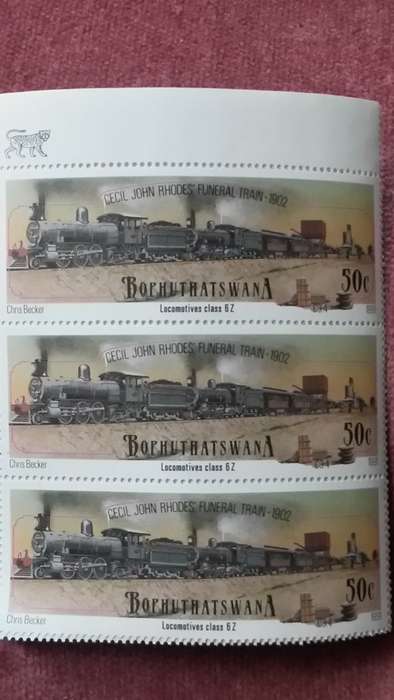 CECIL JOHN RHODES' FUNERAL TRAIN - 1902
BOPHUTHATSWANA 50c
Chris Becker Locomotives class 6Z
CECIL JOHN RHODES' FUNERAL TRAIN - 1902
BOPHUTHATSWANA 50c
Chris Becker Locomotives class 6Z
CECIL JOHN RHODES' FUNERAL TRAIN - 1902
BOPHUTHATSWANA 50c
Chris Becker Locomotives class 6Z